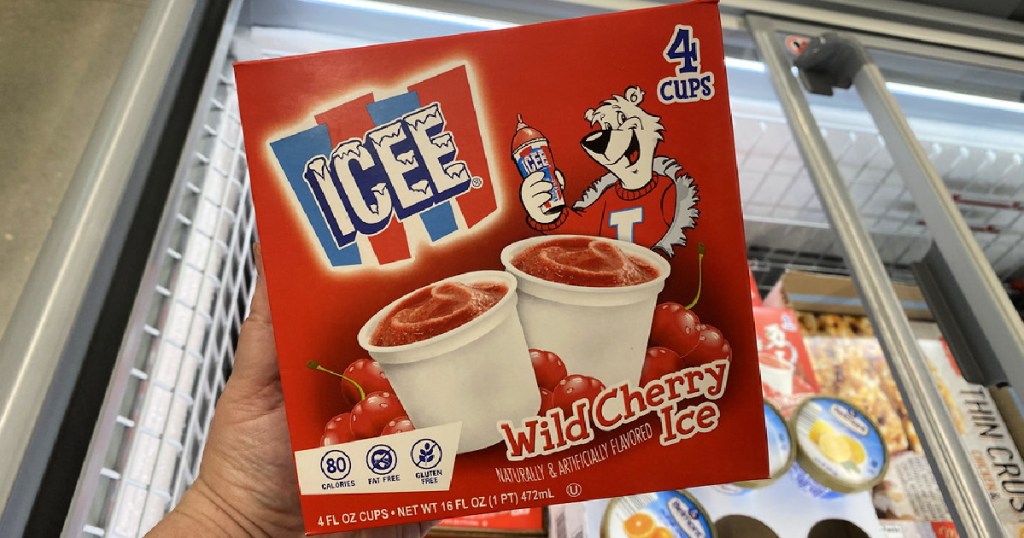 4
CUPS
ICEE®
ICEE
I
Wild Cherry
Ice
NATURALLY & ARTIFICIALLY FLAVORED
80
CALORIES
FAT FREE
GLUTEN
FREE
4 FL OZ CUPS • NET WT 16 FL OZ (1 PT) 472mL
U
THIN CRUS